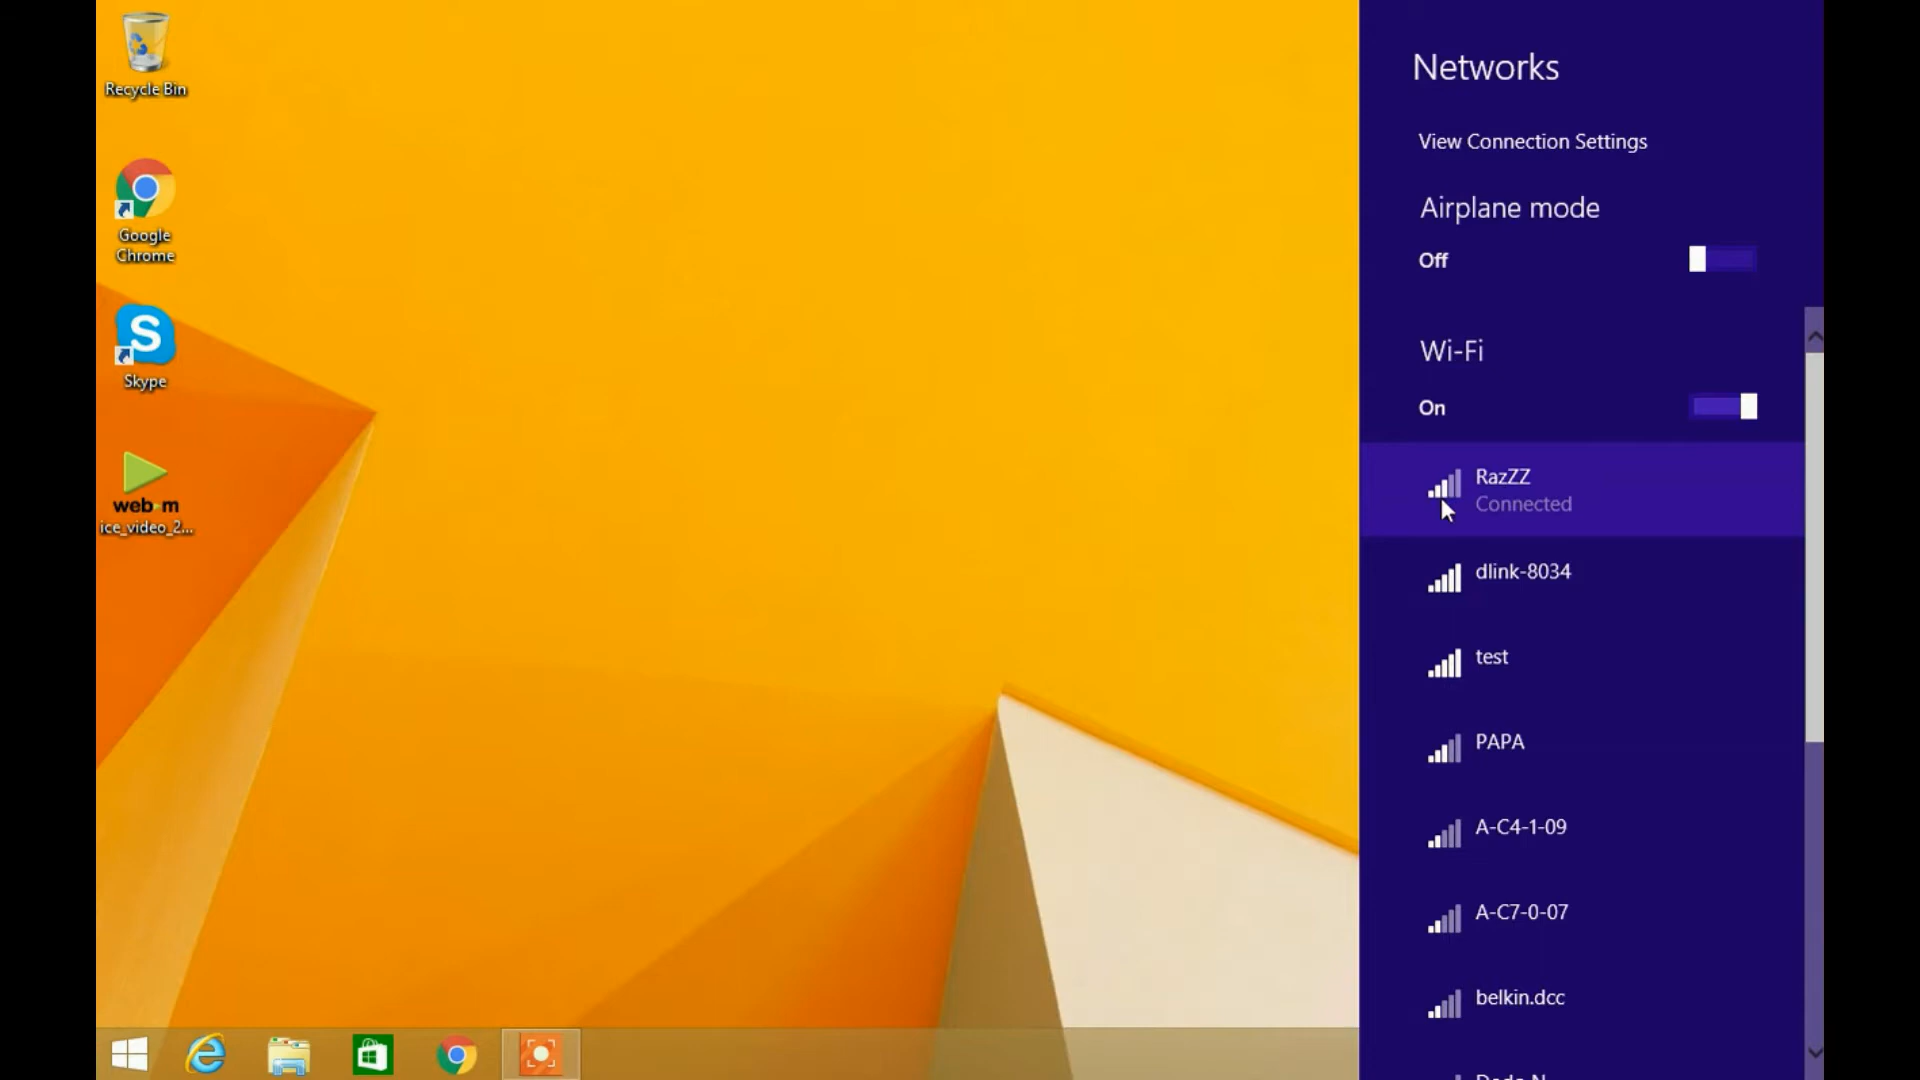 Recycle Bin
Google
Chrome
S
Skype
web m
ice_video_2...
Networks
View Connection Settings
Airplane mode
Off
Wi-Fi
On
RazZZ
Connected
dlink-8034
test
PAPA
A-C4-1-09
A-C7-0-07
belkin.dcc